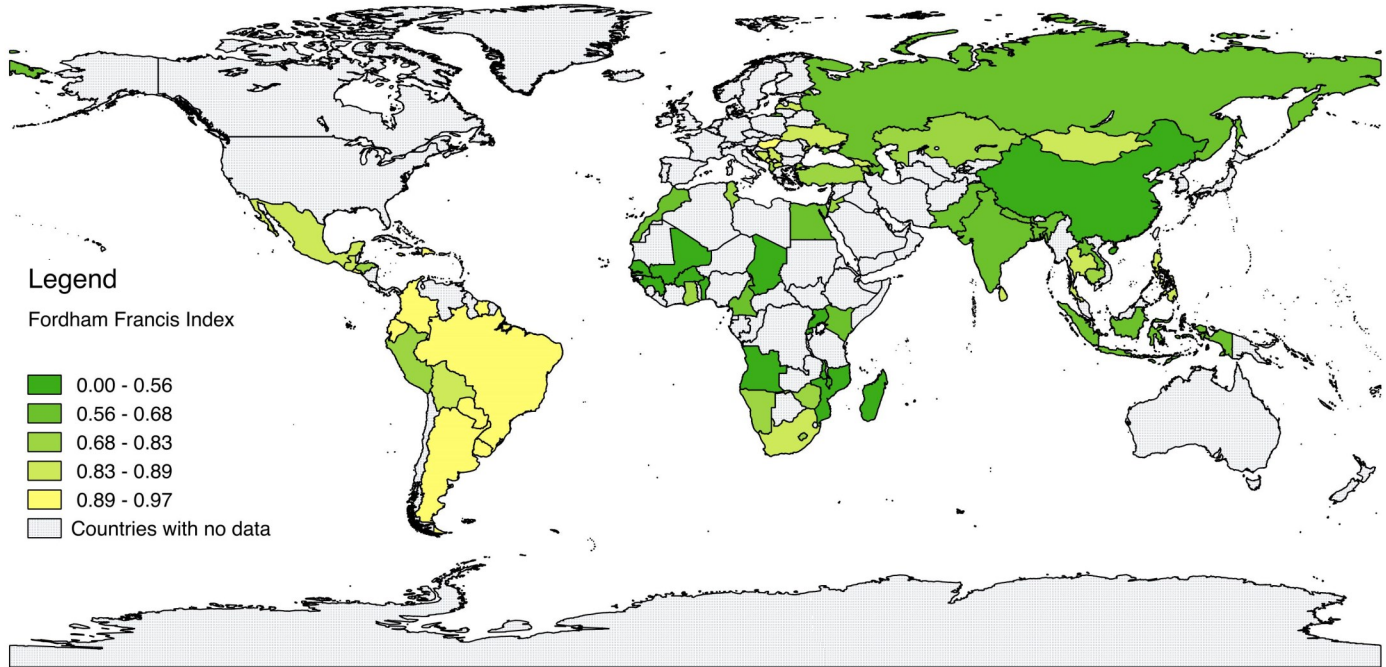 Legend
Fordham Francis Index
0.00 - 0.56
0.56 - 0.68
0.68 - 0.83
0.83 - 0.89
0.89 - 0.97
Countries with no data